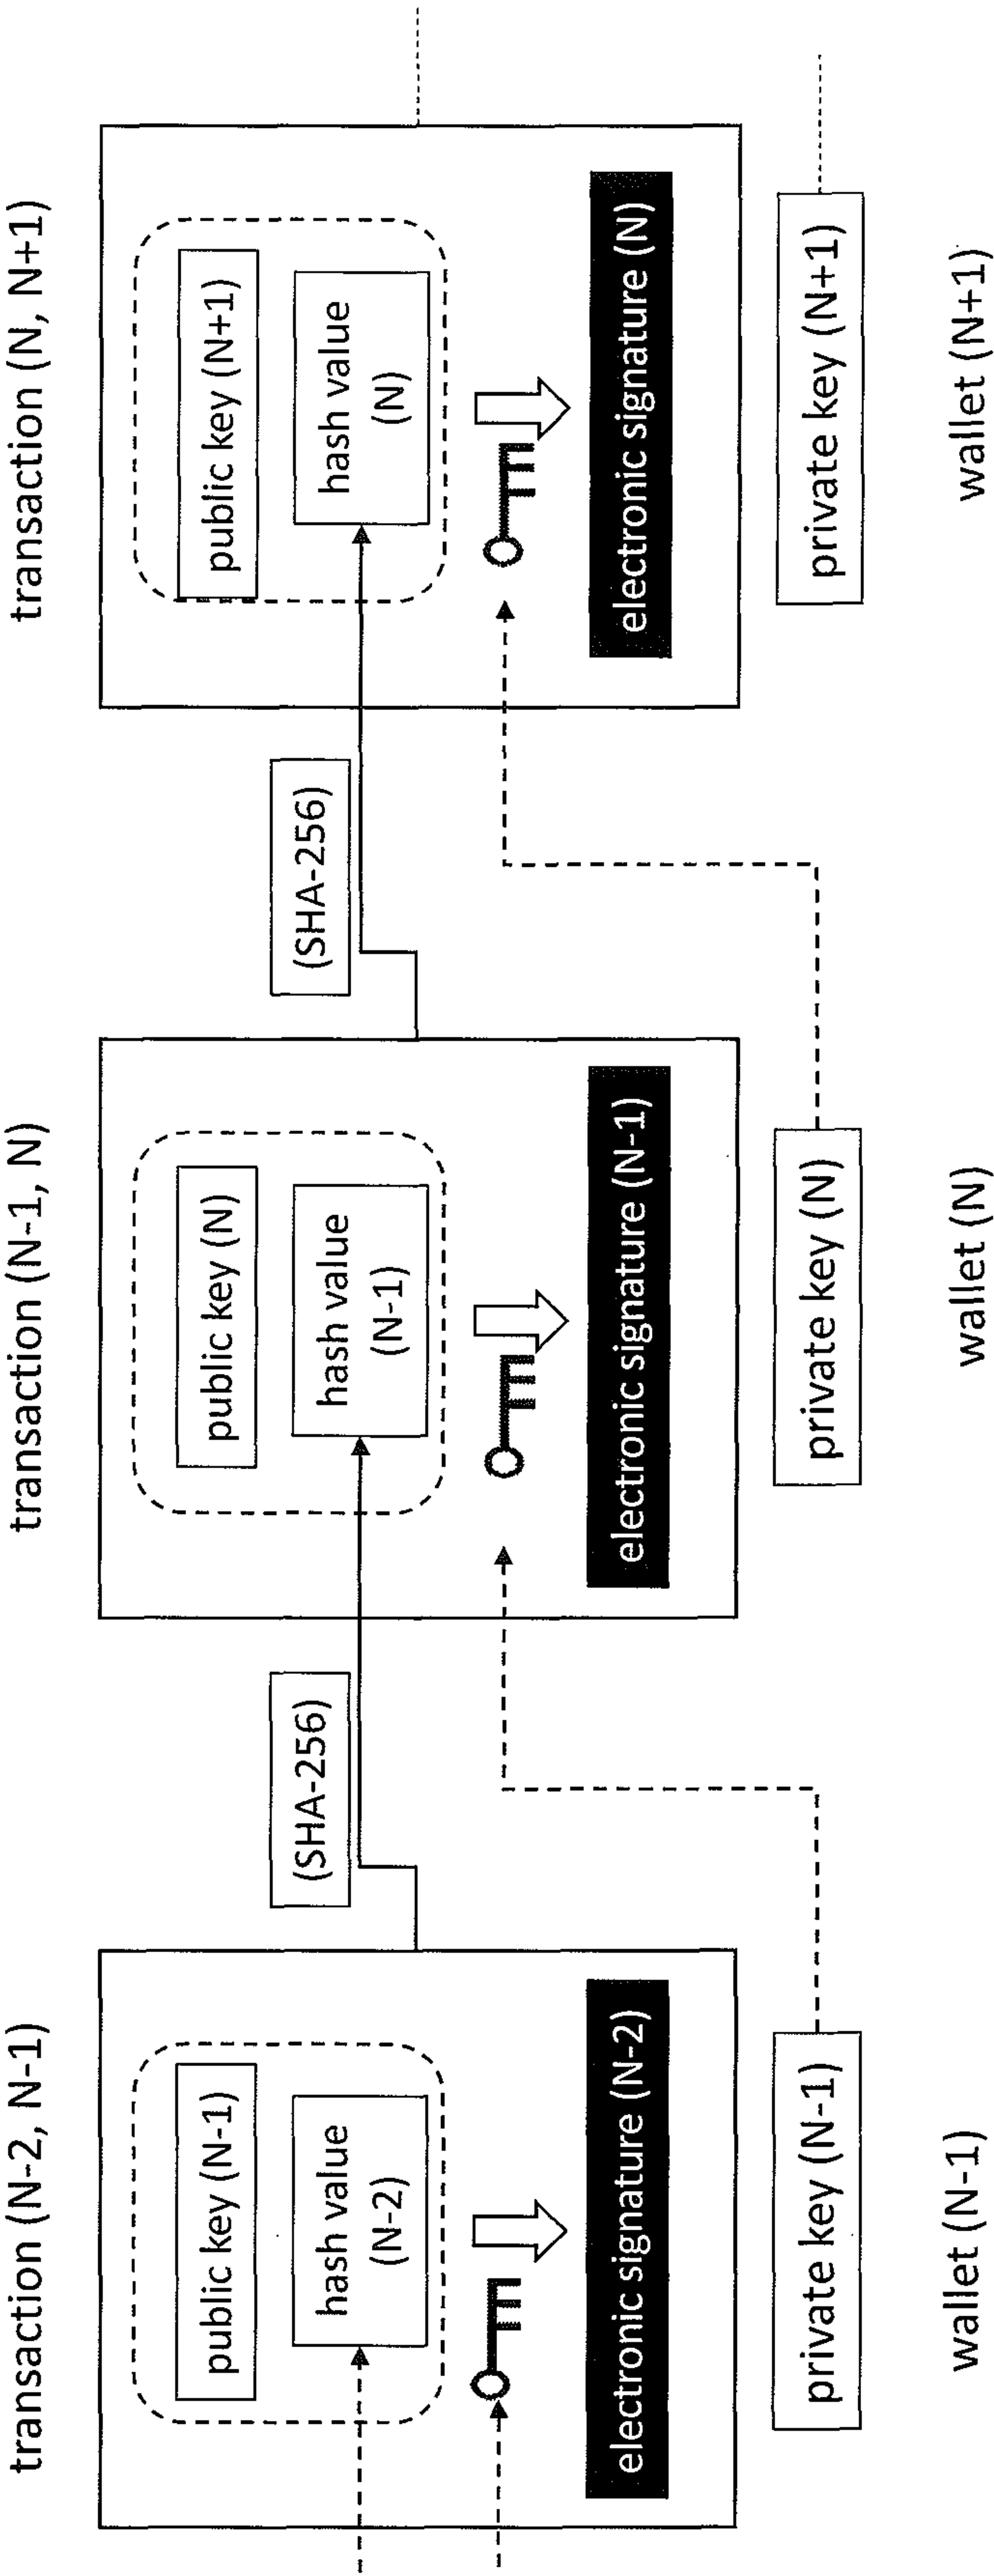 transaction (N-2, N-1)
public key (N-1)
hash value
(N-2)
electronic signature (N-2)
private key (N-1)
wallet (N-1)
(SHA-256)
transaction (N-1, N)
public key (N)
hash value
(N-1)
electronic signature (N-1)
private key (N)
wallet (N)
(SHA-256)
transaction (N, N+1)
public key (N+1)
hash value
(N)
electronic signature (N)
private key (N+1)
wallet (N+1)